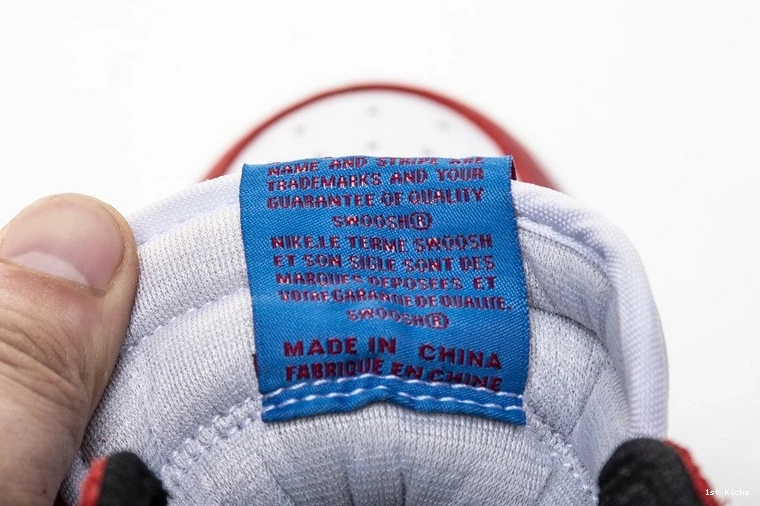 NAME AND STRIPE ARE
TRADEMARKS AND YOUR
GUARANTEE OF QUALITY
SWOOSH®
NIKE.LE TERME SWOOSH
ET SON SIGLE SONT DES
MARQUES DEPOSEES ET
VOTRE GARANTIE DE QUALITE.
SWOOSH®
MADE IN CHINA
FABRIQUE EN CHINE
1st Kicks